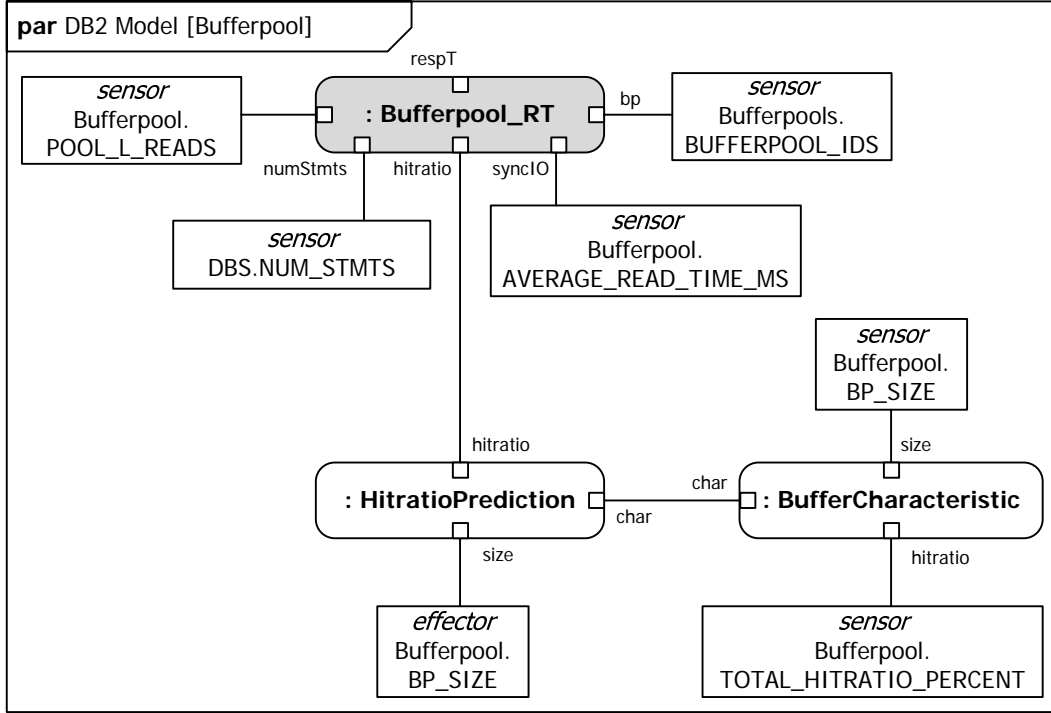 par DB2 Model [Bufferpool]
respT
sensor
Bufferpool.
POOL_L_READS
: Bufferpool_RT
bp
sensor
Bufferpools.
BUFFERPOOL_IDS
numStmts
hitratio
syncIO
sensor
DBS.NUM_STMTS
sensor
Bufferpool.
AVERAGE_READ_TIME_MS
sensor
Bufferpool.
BP_SIZE
hitratio
size
: HitratioPrediction
char
char
: BufferCharacteristic
size
hitratio
effector
Bufferpool.
BP_SIZE
sensor
Bufferpool.
TOTAL_HITRATIO_PERCENT